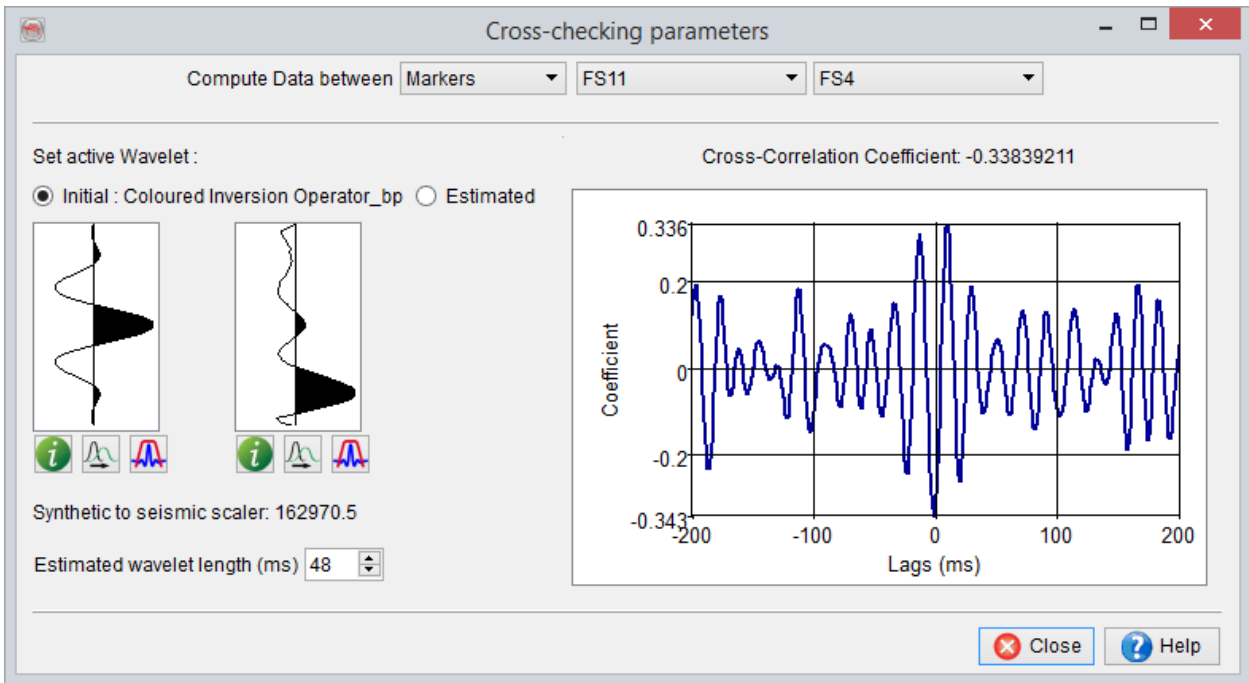 Cross-checking parameters
Compute Data between Markers FS11 FS4
Set active Wavelet :
Cross-Correlation Coefficient: -0.33839211
Initial : Coloured Inversion Operator_bp Estimated
0.336
0.2
0
-0.2
-0.343
Coefficient
-200 -100 0 100 200
Lags (ms)
Synthetic to seismic scaler: 162970.5
Estimated wavelet length (ms) 48
Close Help